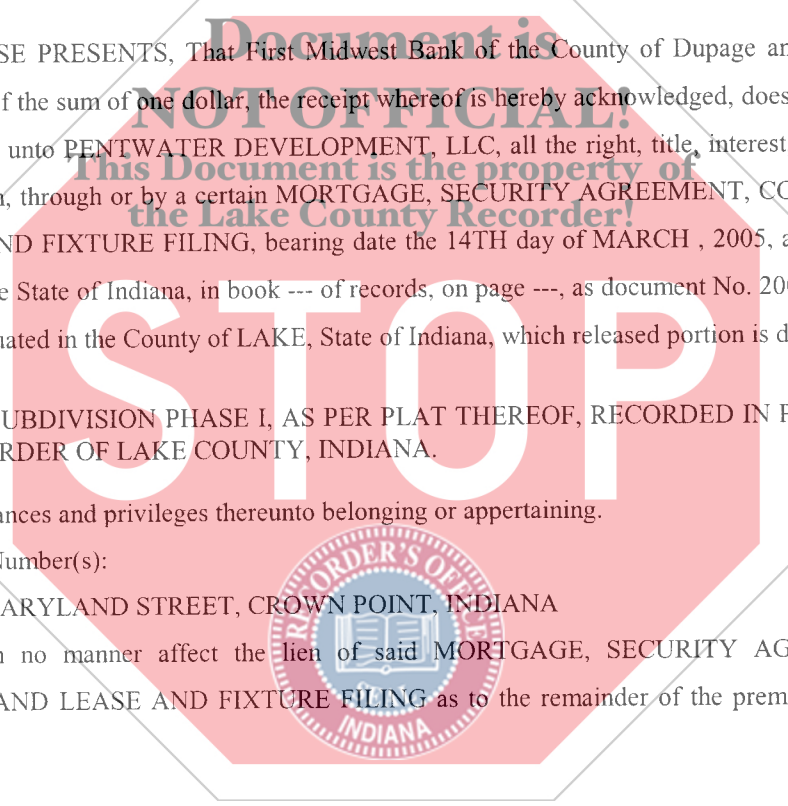 Document is
SE PRESENTS, That First Midwest Bank of the County of Dupage an
f the sum of one dollar, the receipt whereof is hereby acknowledged, does
NOT OFFICIAL!
unto PENTWATER DEVELOPMENT, LLC, all the right, title, interest
This Document is the property of
, through or by a certain MORTGAGE, SECURITY AGREEMENT, CO
the Lake County Recorder!
ND FIXTURE FILING, bearing date the 14TH day of MARCH , 2005, a
e State of Indiana, in book --- of records, on page ---, as document No. 20
uated in the County of LAKE, State of Indiana, which released portion is d
STOP
UBDIVISION PHASE I, AS PER PLAT THEREOF, RECORDED IN
RDER OF LAKE COUNTY, INDIANA.
ances and privileges thereunto belonging or appertaining.
Number(s):
RECORDER'S OFFICE
ARYLAND STREET, CROWN POINT, INDIANA
n no manner affect the lien of said MORTGAGE, SECURITY AG
AND LEASE AND FIXTURE FILING as to the remainder of the prem
INDIANA